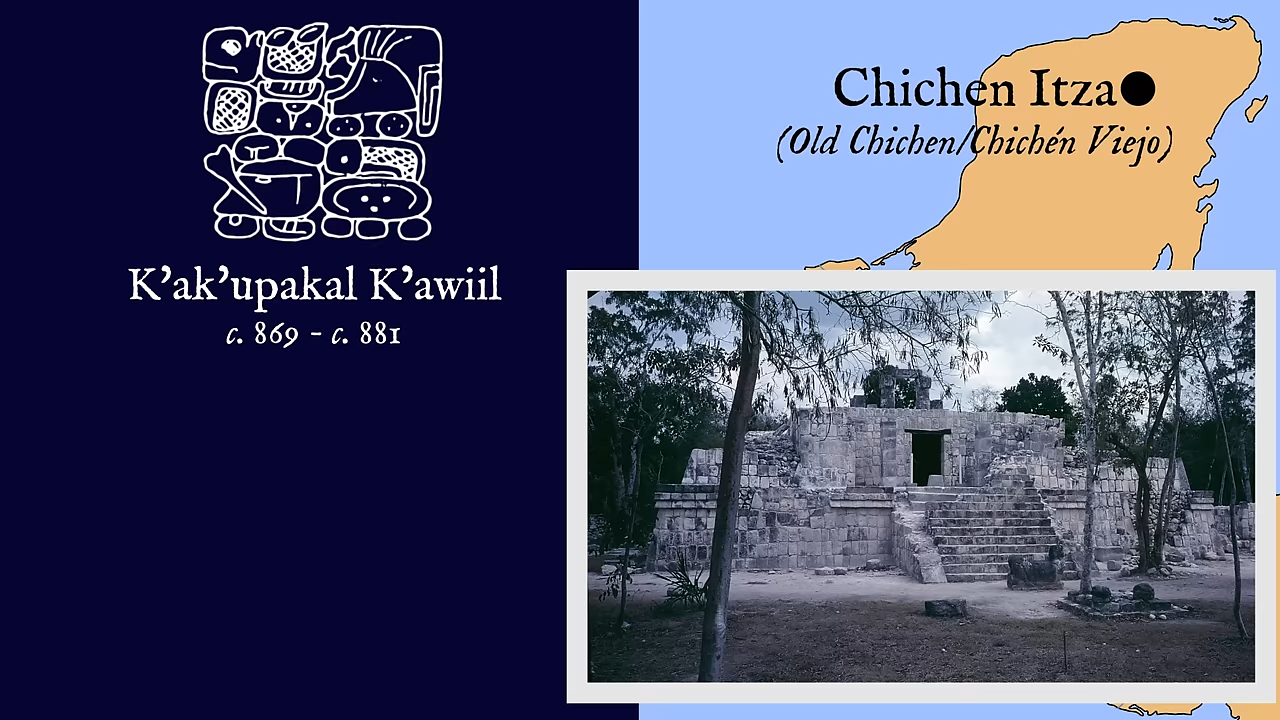 K'ak'upakal K'awiil
c. 869 - c. 881
Chichen Itza
(Old Chichen/Chichén Viejo)